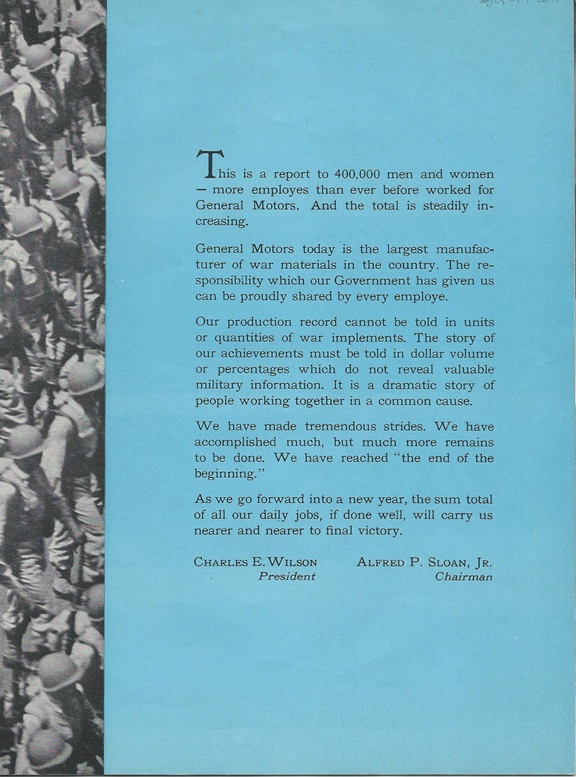 This is a report to 400,000 men and women
— more employes than ever before worked for
General Motors. And the total is steadily in-
creasing.
General Motors today is the largest manufac-
turer of war materials in the country. The re-
sponsibility which our Government has given us
can be proudly shared by every employe.
Our production record cannot be told in units
or quantities of war implements. The story of
our achievements must be told in dollar volume
or percentages which do not reveal valuable
military information. It is a dramatic story of
people working together in a common cause.
We have made tremendous strides. We have
accomplished much, but much more remains
to be done. We have reached "the end of the
beginning."
As we go forward into a new year, the sum total
of all our daily jobs, if done well, will carry us
nearer and nearer to final victory.
CHARLES E. WILSON ALFRED P. SLOAN, JR.
President Chairman